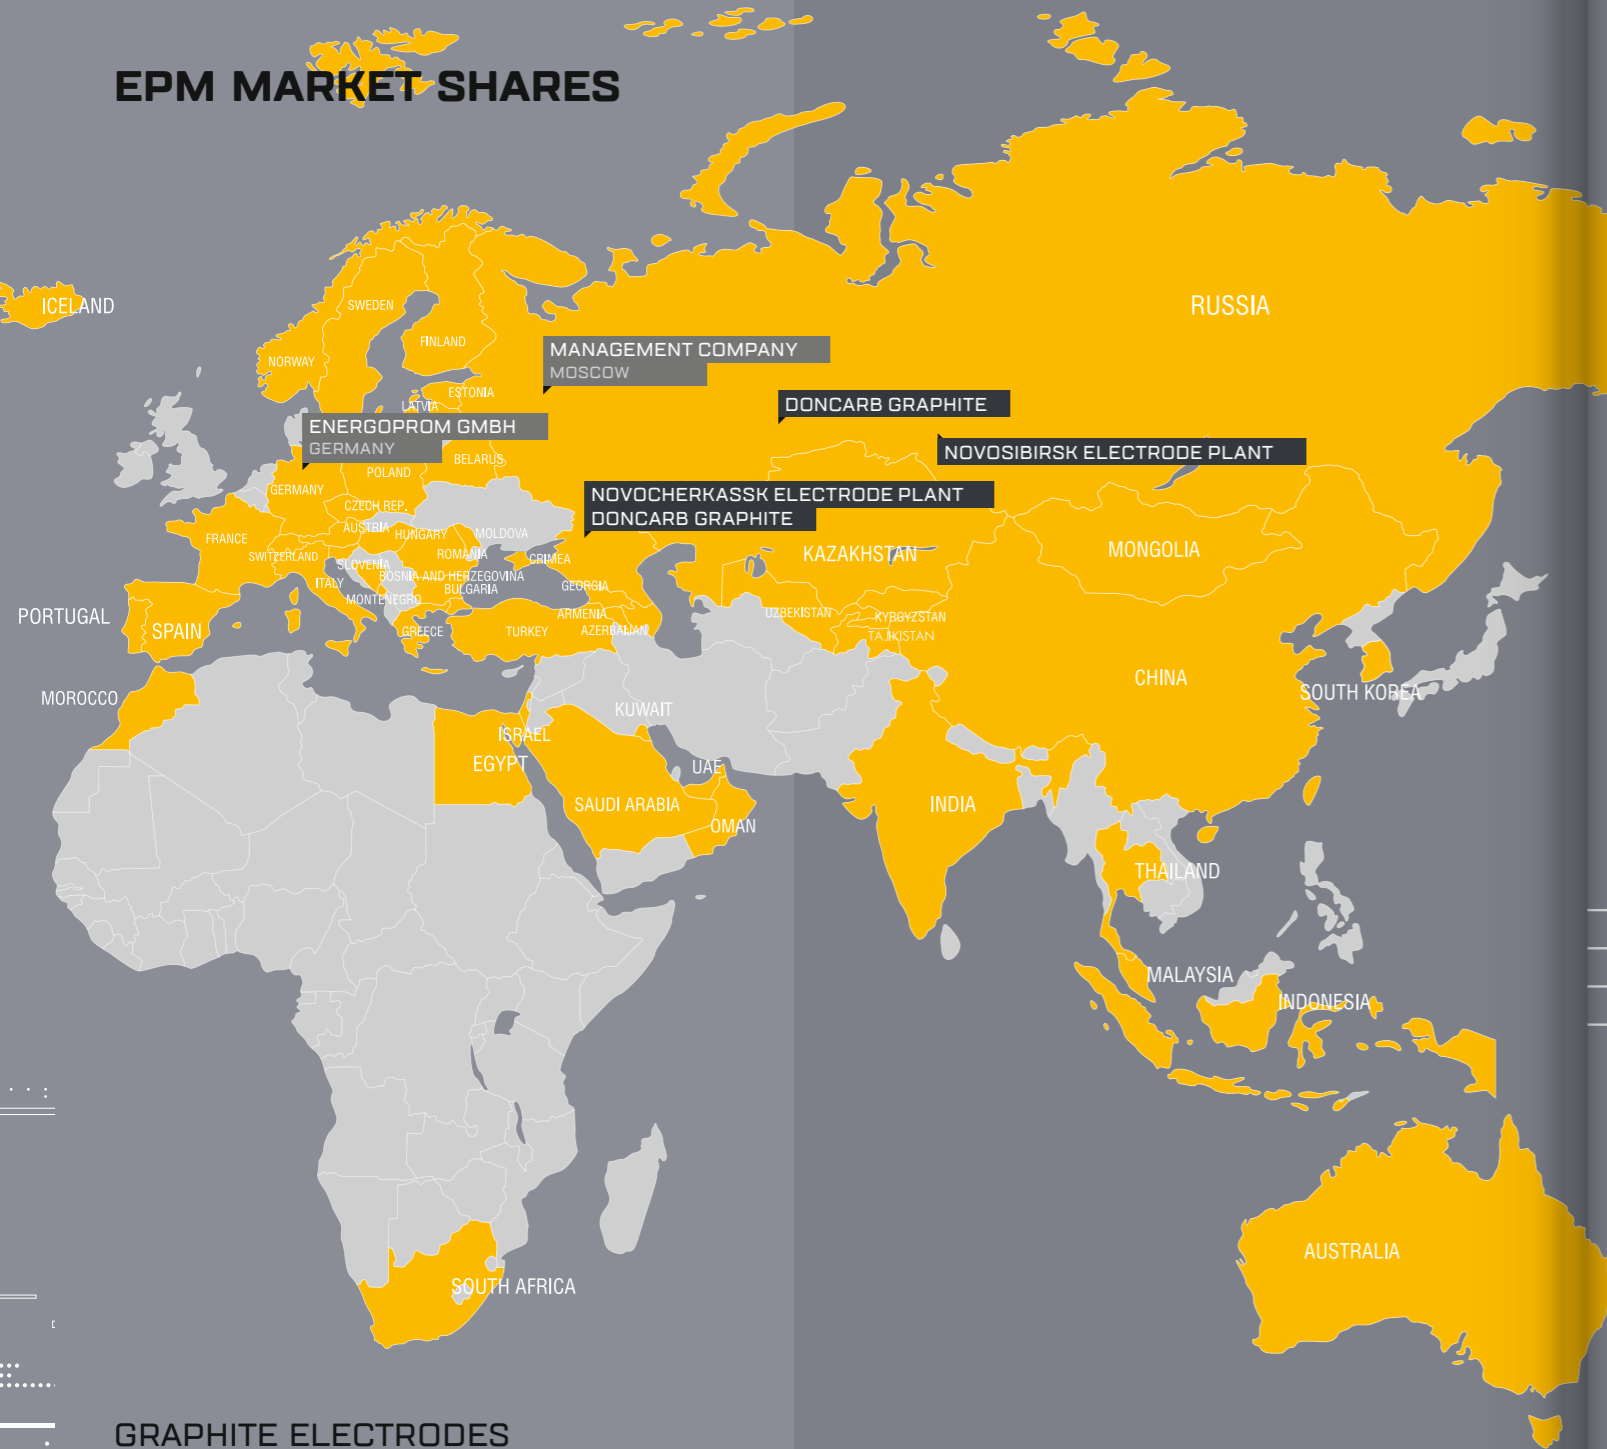 EPM MARKET SHARES
ICELAND
SWEDEN
RUSSIA
FINLAND
NORWAY
MANAGEMENT COMPANY
MOSCOW
ESTONIA
LATVIA
DONCARB GRAPHITE
ENERGOPROM GMBH
GERMANY
NOVOSIBIRSK ELECTRODE PLANT
BELARUS
POLAND
GERMANY
NOVOCHERKASSK ELECTRODE PLANT
DONCARB GRAPHITE
CZECH REP.
AUSTRIA
HUNGARY
MOLDOVA
FRANCE
SWITZERLAND
ROMANIA
KAZAKHSTAN
MONGOLIA
CRIMEA
SLOVENIA
ITALY
BOSNIA AND HERZEGOVINA
BULGARIA
GEORGIA
MONTENEGRO
PORTUGAL
SPAIN
GREECE
TURKEY
ARMENIA
AZERBAIJAN
UZBEKISTAN
KYRGYZSTAN
TAJIKISTAN
CHINA
SOUTH KOREA
MOROCCO
KUWAIT
ISRAEL
EGYPT
UAE
SAUDI ARABIA
OMAN
INDIA
THAILAND
MALAYSIA
INDONESIA
AUSTRALIA
SOUTH AFRICA
GRAPHITE ELECTRODES